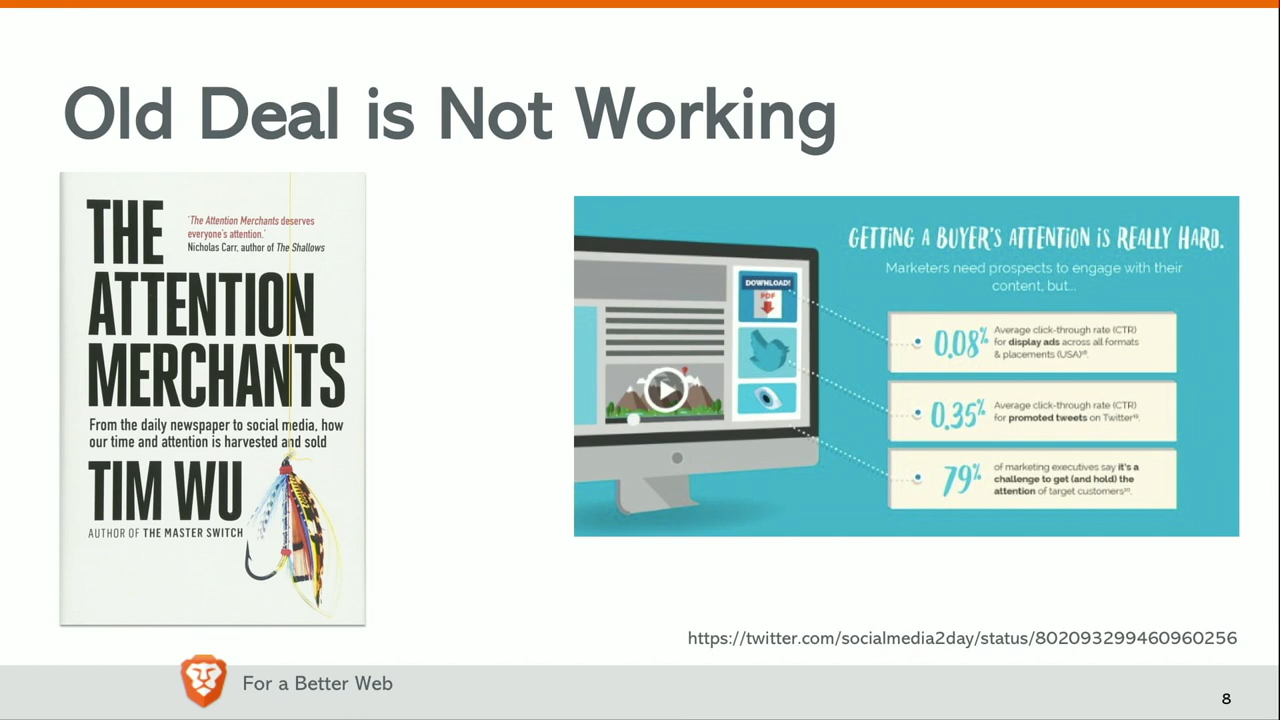 Old Deal is Not Working
THE
ATTENTION
MERCHANTS
'The Attention Merchants deserves
everyone's attention.'
Nicholas Carr, author of The Shallows
From the daily newspaper to social media, how
our time and attention is harvested and sold
TIM WU
AUTHOR OF THE MASTER SWITCH
GETTING A BUYER'S ATTENTION IS REALLY HARD.
Marketers need prospects to engage with their
content, but...
DOWNLOAD!
PDF
0.08%
Average click-through rate (CTR)
for display ads across all formats
& placements (USA)
0.35%
Average click-through rate (CTR)
for promoted tweets on Twitter
79%
of marketing executives say it's a
challenge to get (and hold) the
attention of target customers
https://twitter.com/socialmedia2day/status/802093299460960256
For a Better Web
8